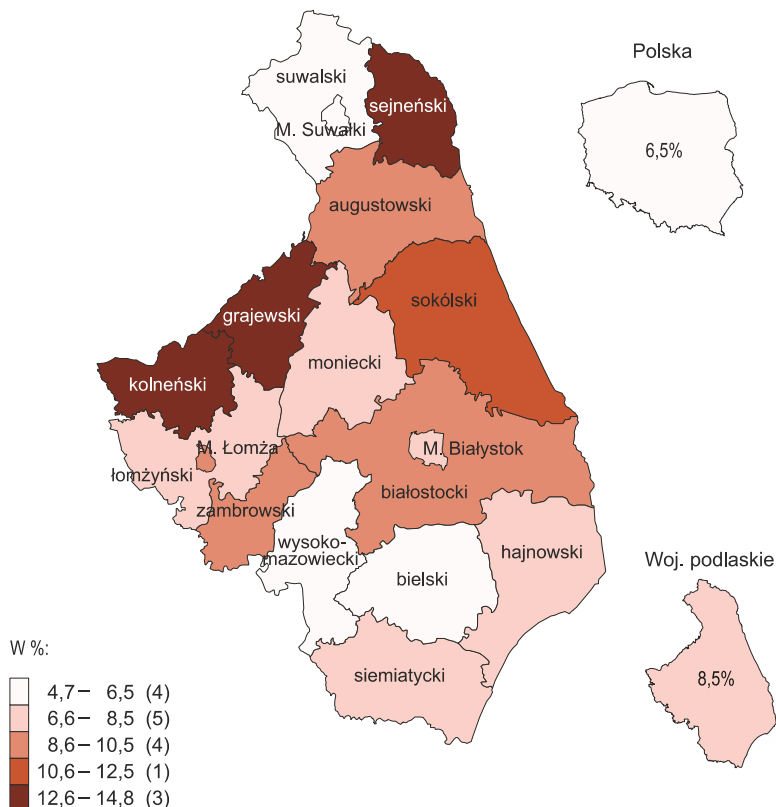 Polska
suwalski
sejneński
M. Suwałki
6,5%
augustowski
sokólski
grajewski
moniecki
kolneński
M. Łomża
M. Białystok
łomżyński
białostocki
zambrowski
wysoko-
mazowiecki
hajnowski
Woj. podlaskie
bielski
siemiatycki
8,5%
W %:
4,7 – 6,5 (4)
6,6 – 8,5 (5)
8,6 – 10,5 (4)
10,6 – 12,5 (1)
12,6 – 14,8 (3)